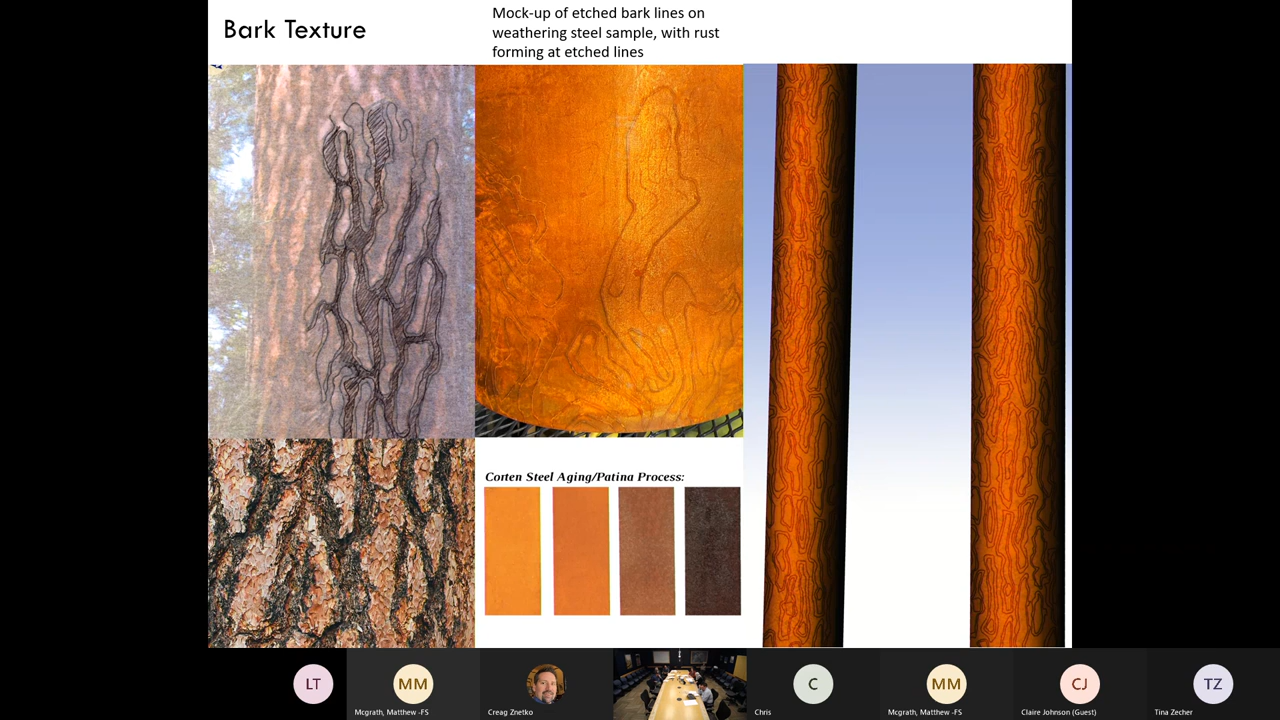 Bark Texture
Mock-up of etched bark lines on
weathering steel sample, with rust
forming at etched lines
Corten Steel Aging/Patina Process:
LT
MM
Mcgrath, Matthew -FS
Creag Znetko
C
Chris
MM
Mcgrath, Matthew -FS
CJ
Claire Johnson (Guest)
TZ
Tina Zecher